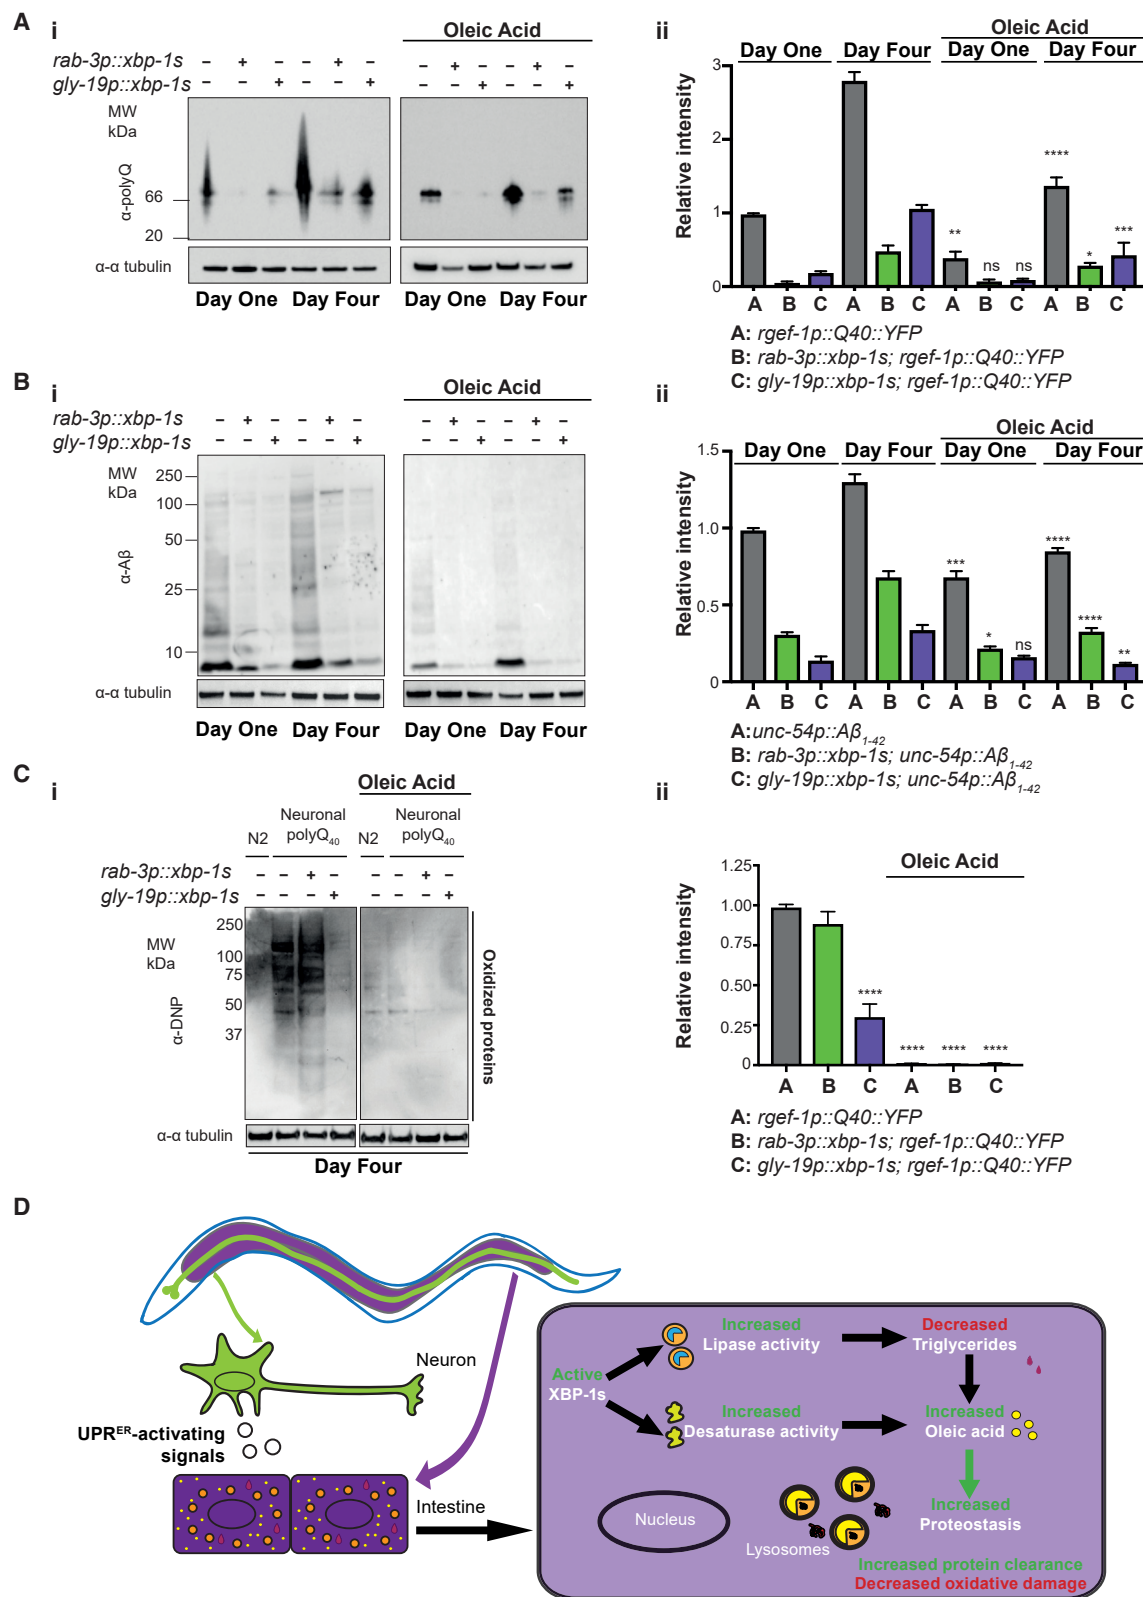 A
i
Oleic Acid
rab-3p::xbp-1s – + – – + – – + – – + –
gly-19p::xbp-1s – – + – – + – – + – – +
MW
kDa
α-polyQ
66
20
α-α tubulin
Day One Day Four Day One Day Four
ii
Oleic Acid
Day One Day Four Day One Day Four
Relative intensity
3
2
1
0
** ns ns **** * ***
A B C A B C A B C A B C
A: rgef-1p::Q40::YFP
B: rab-3p::xbp-1s; rgef-1p::Q40::YFP
C: gly-19p::xbp-1s; rgef-1p::Q40::YFP
B
i
Oleic Acid
rab-3p::xbp-1s – + – – + – – + – – + –
gly-19p::xbp-1s – – + – – + – – + – – +
MW
kDa
α-Aβ
250
100
50
25
10
α-α tubulin
Day One Day Four Day One Day Four
ii
Oleic Acid
Day One Day Four Day One Day Four
Relative intensity
1.5
1.0
0.5
0
*** * ns **** **** **
A B C A B C A B C A B C
A:unc-54p::Aβ1-42
B: rab-3p::xbp-1s; unc-54p::Aβ1-42
C: gly-19p::xbp-1s; unc-54p::Aβ1-42
C
i
Oleic Acid
N2 Neuronal polyQ40 N2 Neuronal polyQ40
rab-3p::xbp-1s – – + – – – + –
gly-19p::xbp-1s – – – + – – – +
MW
kDa
α-DNP
250
100
75
50
37
Oxidized proteins
α-α tubulin
Day Four
ii
Oleic Acid
Relative intensity
1.25
1.00
0.75
0.50
0.25
0
**** **** **** ****
A B C A B C
A: rgef-1p::Q40::YFP
B: rab-3p::xbp-1s; rgef-1p::Q40::YFP
C: gly-19p::xbp-1s; rgef-1p::Q40::YFP
D
Neuron
UPRER-activating
signals
Intestine
Active
XBP-1s
Increased
Lipase activity
Decreased
Triglycerides
Increased
Desaturase activity
Increased
Oleic acid
Nucleus
Lysosomes
Increased
Proteostasis
Increased protein clearance
Decreased oxidative damage